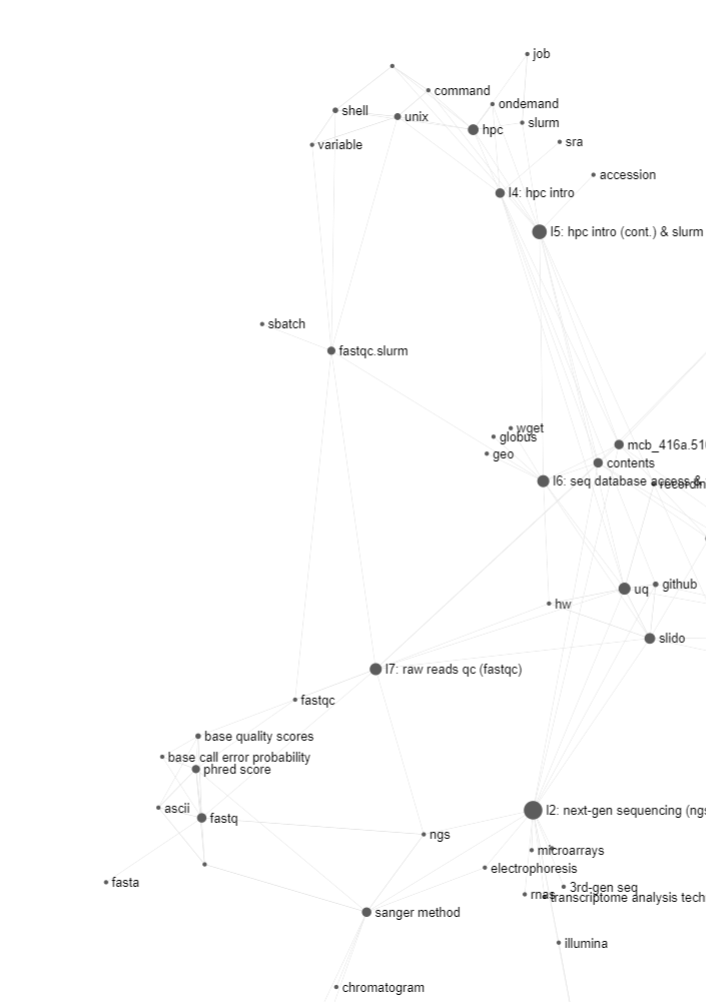 job
command
ondemand
shell
unix
slurm
hpc
sra
variable
accession
l4: hpc intro
l5: hpc intro (cont.) & slurm
sbatch
fastqc.slurm
wget
globus
mcb_416a.51
geo
contents
l6: seq database access &
recordin
github
uq
hw
slido
l7: raw reads qc (fastqc)
fastqc
base quality scores
base call error probability
phred score
ascii
l2: next-gen sequencing (ngs
fastq
ngs
microarrays
electrophoresis
fasta
3rd-gen seq
rnas
transcriptome analysis tech
sanger method
illumina
chromatogram